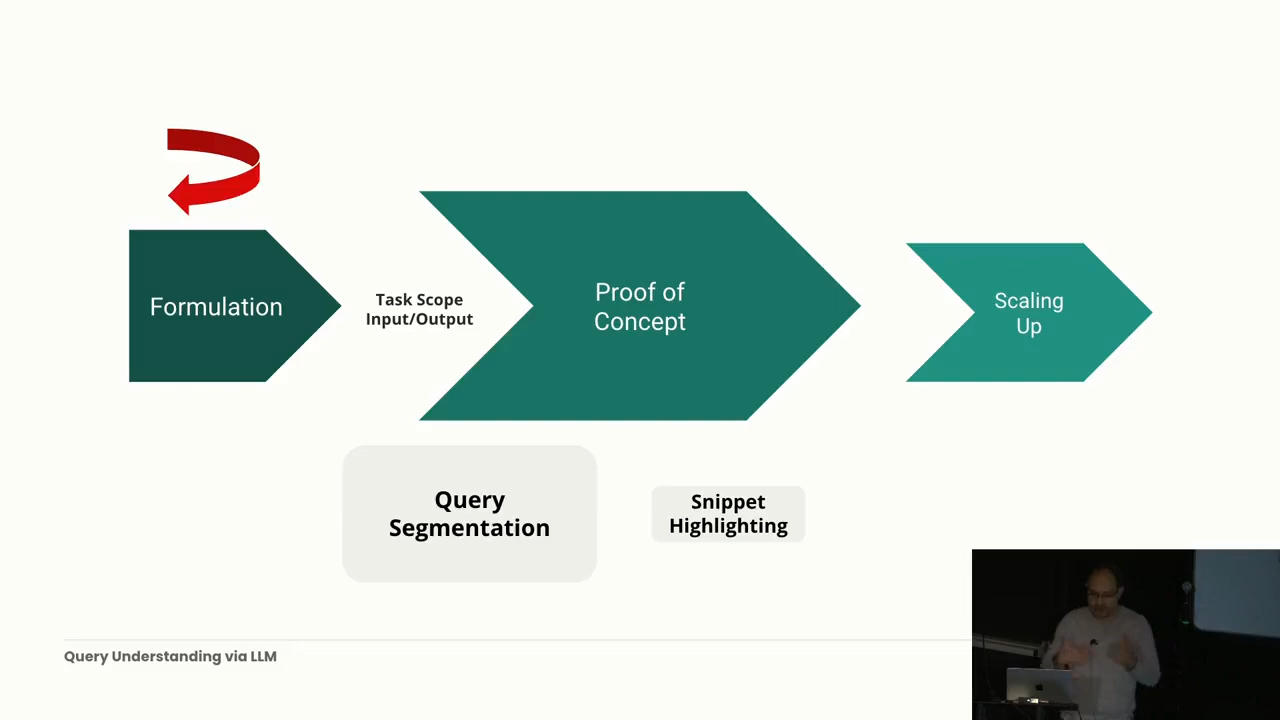 Formulation
Task Scope
Input/Output
Proof of
Concept
Scaling
Up
Query
Segmentation
Snippet
Highlighting
Query Understanding via LLM